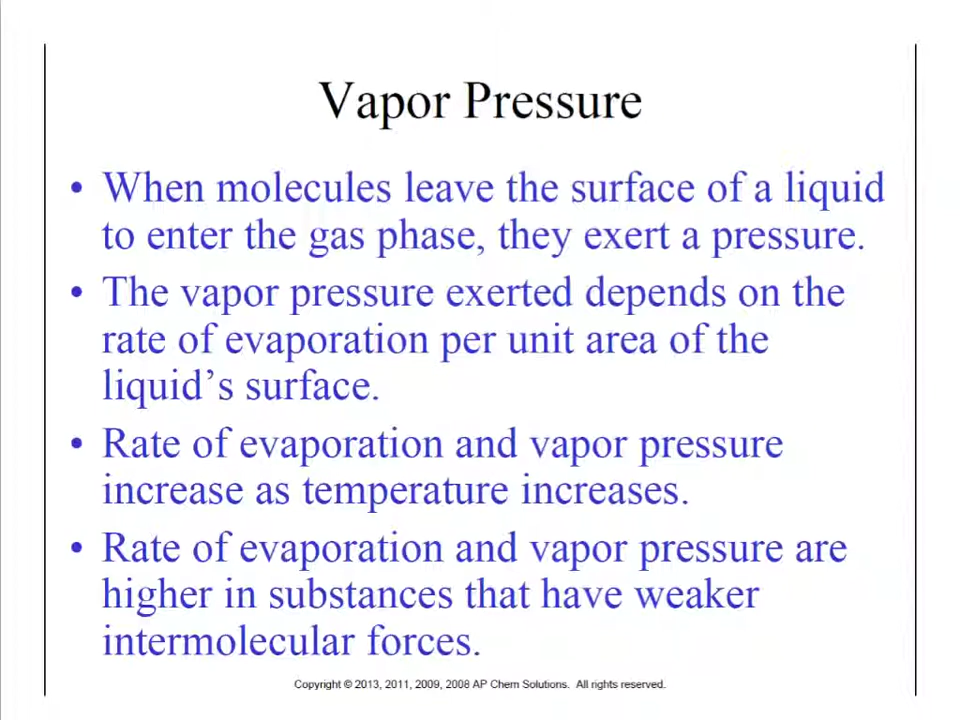 Vapor Pressure
• When molecules leave the surface of a liquid
to enter the gas phase, they exert a pressure.
• The vapor pressure exerted depends on the
rate of evaporation per unit area of the
liquid’s surface.
• Rate of evaporation and vapor pressure
increase as temperature increases.
• Rate of evaporation and vapor pressure are
higher in substances that have weaker
intermolecular forces.
Copyright © 2013, 2011, 2009, 2008 AP Chem Solutions. All rights reserved.